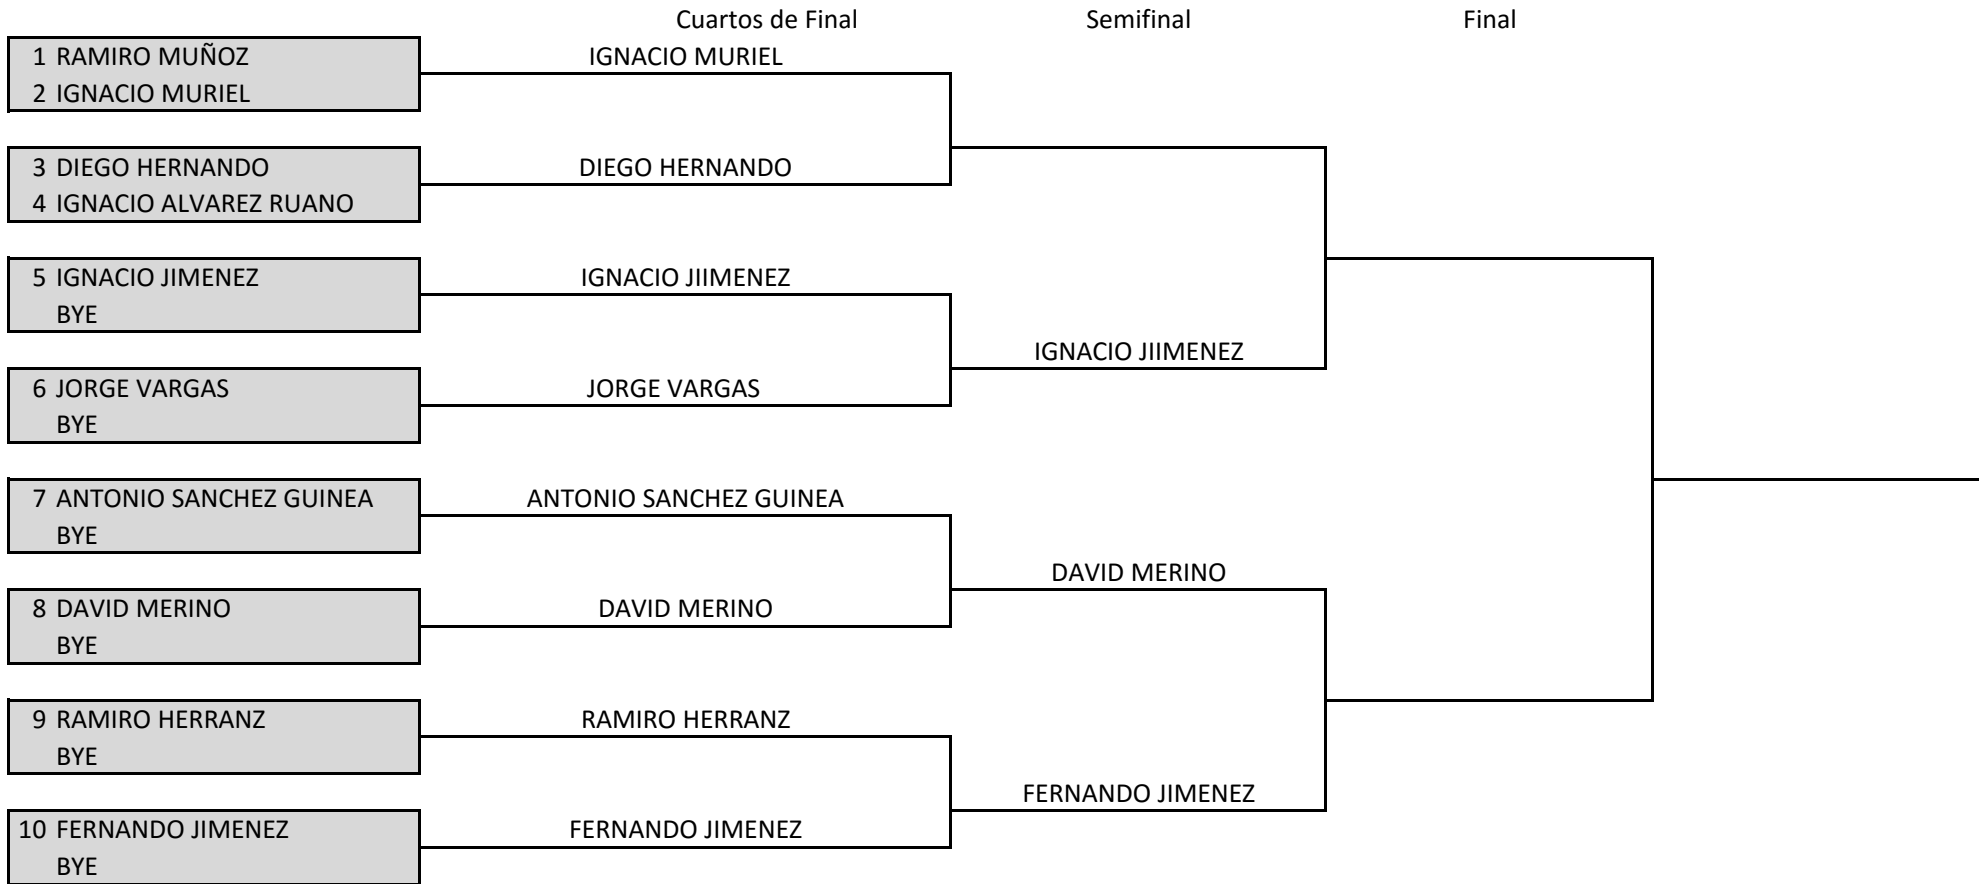 Cuartos de Final Semifinal Final
1 RAMIRO MUÑOZ IGNACIO MURIEL
2 IGNACIO MURIEL
3 DIEGO HERNANDO DIEGO HERNANDO
4 IGNACIO ALVAREZ RUANO
5 IGNACIO JIMENEZ IGNACIO JIIMENEZ
BYE
IGNACIO JIIMENEZ
6 JORGE VARGAS JORGE VARGAS
BYE
7 ANTONIO SANCHEZ GUINEA ANTONIO SANCHEZ GUINEA
BYE
DAVID MERINO
8 DAVID MERINO DAVID MERINO
BYE
9 RAMIRO HERRANZ RAMIRO HERRANZ
BYE
FERNANDO JIMENEZ
10 FERNANDO JIMENEZ FERNANDO JIMENEZ
BYE